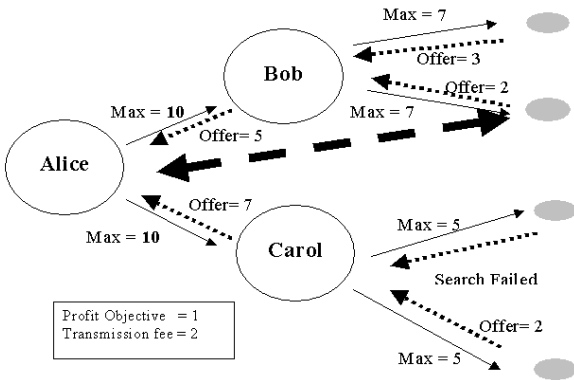 Max = 7
Offer= 3
Bob
Offer= 2
Max = 10
Max = 7
Offer= 5
Alice
Offer= 7
Max = 10
Max = 5
Carol
Search Failed
Profit Objective = 1
Transmission fee = 2
Offer= 2
Max = 5